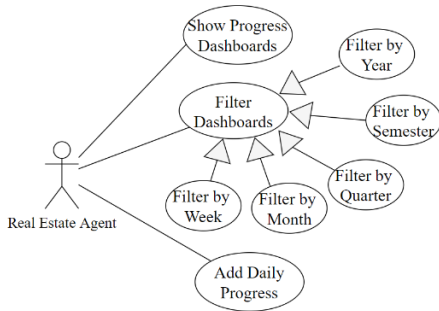 Show Progress
Dashboards
Filter by
Year
Filter
Dashboards
Filter by
Semester
Filter by
Quarter
Filter by
Week
Filter by
Month
Real Estate Agent
Add Daily
Progress